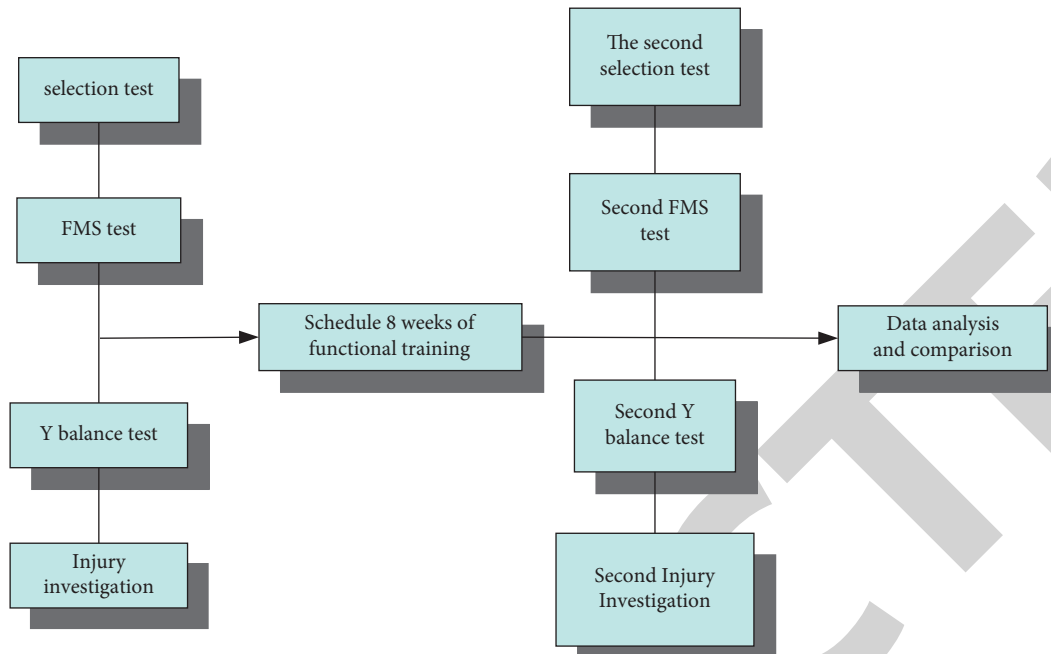 selection test
FMS test
Y balance test
Injury
investigation
Schedule 8 weeks of
functional training
The second
selection test
Second FMS
test
Second Y
balance test
Second Injury
Investigation
Data analysis
and comparison